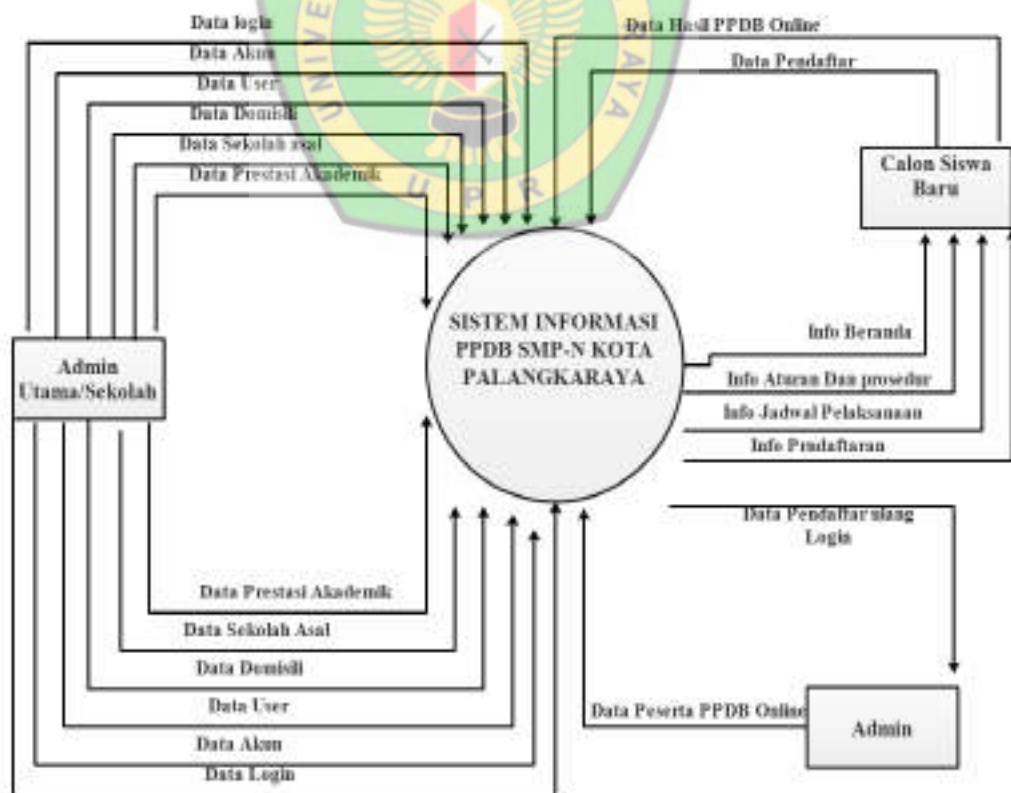 Data login
Data Akun
Data User
Data Domisili
Data Sekolah asal
Data Prestasi Akademik
Data Hasil PPDB Online
Data Pendaftar
UNIVE
RAYA
U P R
Calon Siswa
Baru
SISTEM INFORMASI
PPDB SMP-N KOTA
PALANGKARAYA
Admin
Utama/Sekolah
Info Beranda
Info Aturan Dan prosedur
Info Jadwal Pelaksanaan
Info Pndaftaran
Data Pendaftar ulang
Login
Data Prestasi Akademik
Data Sekolah Asal
Data Domisili
Data User
Data Akun
Data Login
Data Peserta PPDB Online
Admin